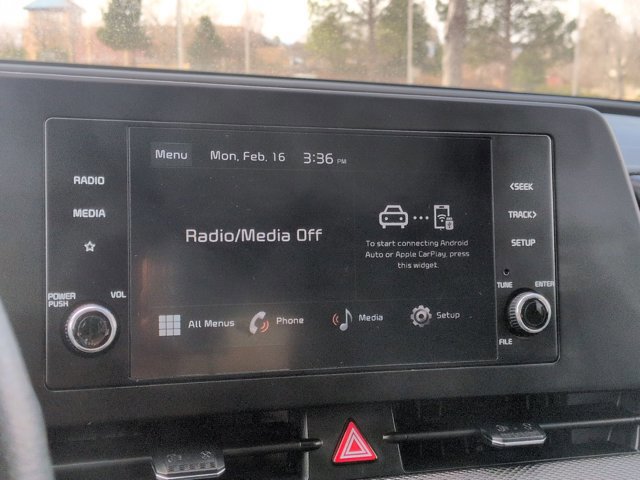 Menu Mon, Feb. 16 3:36 PM
RADIO
MEDIA
POWER
PUSH
VOL
Radio/Media Off
To start connecting Android
Auto or Apple CarPlay, press
this widget.
All Menus
Phone
Media
Setup
<SEEK
TRACK>
SETUP
TUNE
ENTER
FILE